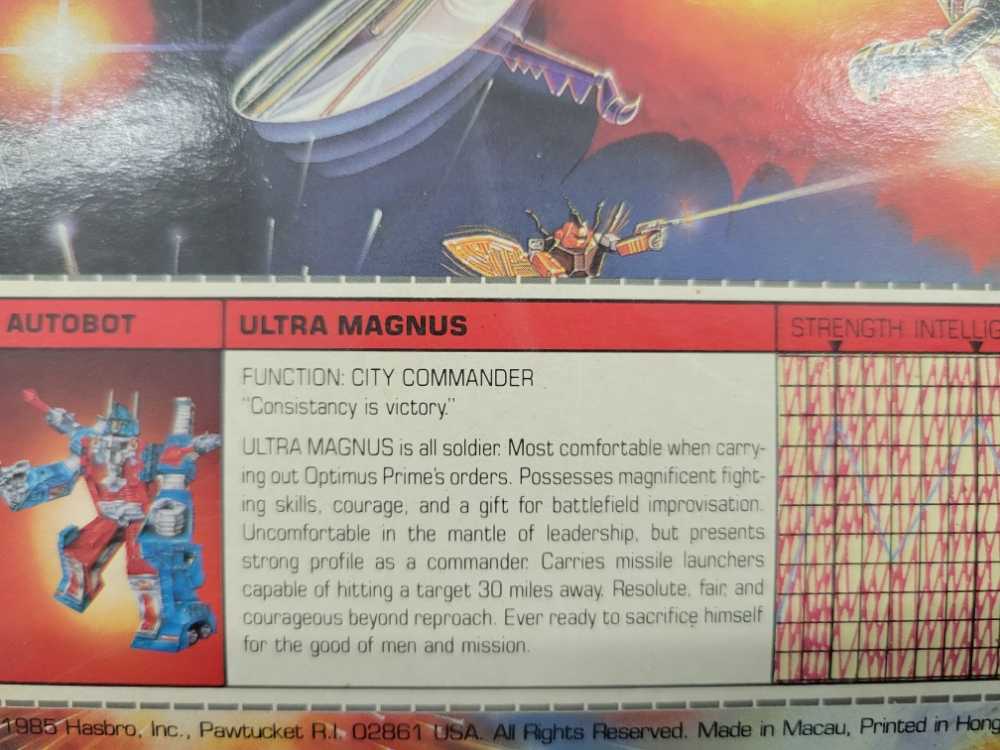 AUTOBOT
ULTRA MAGNUS
STRENGTH INTELLIG
FUNCTION: CITY COMMANDER
"Consistancy is victory."
ULTRA MAGNUS is all soldier. Most comfortable when carry-
ing out Optimus Prime's orders. Possesses magnificent fight-
ing skills, courage, and a gift for battlefield improvisation.
Uncomfortable in the mantle of leadership, but presents
strong profile as a commander. Carries missile launchers
capable of hitting a target 30 miles away. Resolute, fair, and
courageous beyond reproach. Ever ready to sacrifice himself
for the good of men and mission.
1985 Hasbro, Inc., Pawtucket R.I. 02861 USA. All Rights Reserved. Made in Macau, Printed in Hong